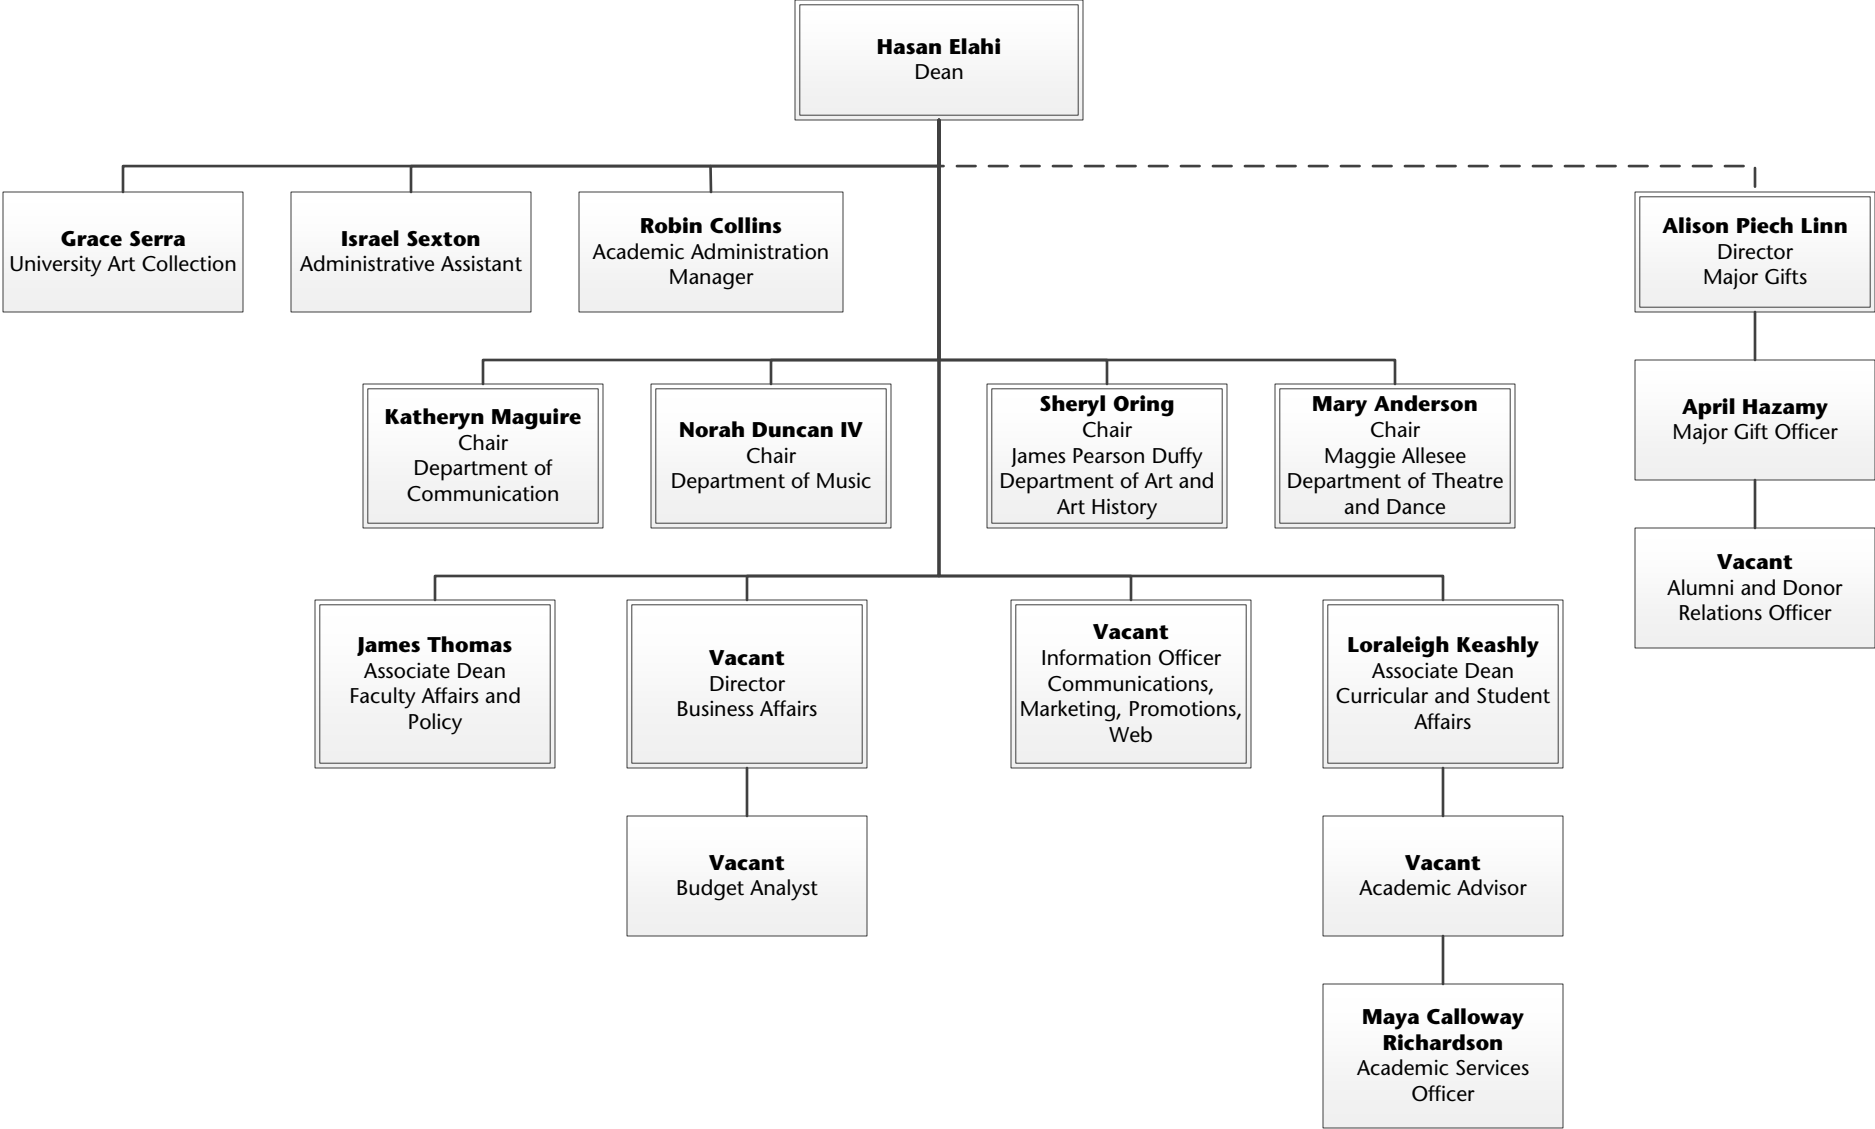 Hasan Elahi
Dean
Grace Serra
University Art Collection
Israel Sexton
Administrative Assistant
Robin Collins
Academic Administration
Manager
Alison Piech Linn
Director
Major Gifts
April Hazamy
Major Gift Officer
Vacant
Alumni and Donor
Relations Officer
Katheryn Maguire
Chair
Department of
Communication
Norah Duncan IV
Chair
Department of Music
Sheryl Oring
Chair
James Pearson Duffy
Department of Art and
Art History
Mary Anderson
Chair
Maggie Allesee
Department of Theatre
and Dance
James Thomas
Associate Dean
Faculty Affairs and
Policy
Vacant
Director
Business Affairs
Vacant
Information Officer
Communications,
Marketing, Promotions,
Web
Loraleigh Keashly
Associate Dean
Curricular and Student
Affairs
Vacant
Budget Analyst
Vacant
Academic Advisor
Maya Calloway
Richardson
Academic Services
Officer